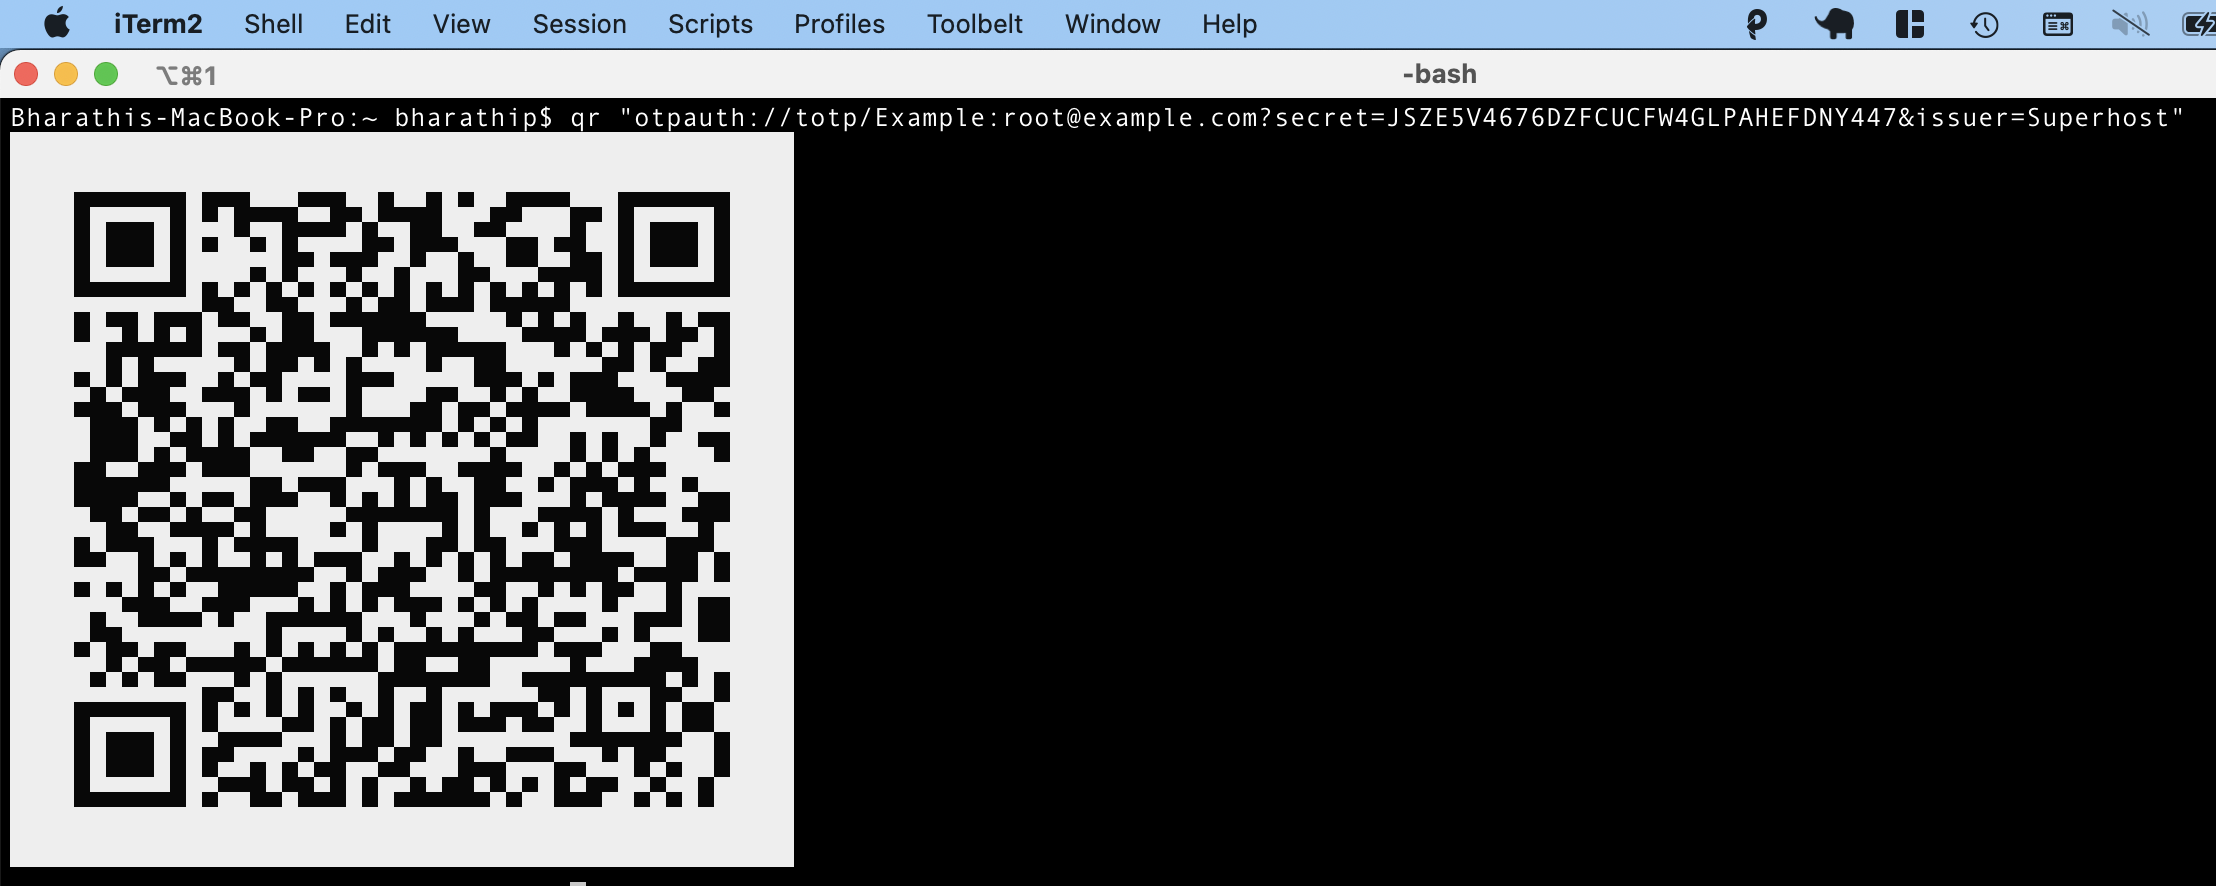 iTerm2 Shell Edit View Session Scripts Profiles Toolbelt Window Help
⌥⌘1 -bash
Bharathis-MacBook-Pro:~ bharathip$ qr "otpauth://totp/Example:root@example.com?secret=JSZE5V4676DZFCUCFW4GLPAHEFDNY447&issuer=Superhost"